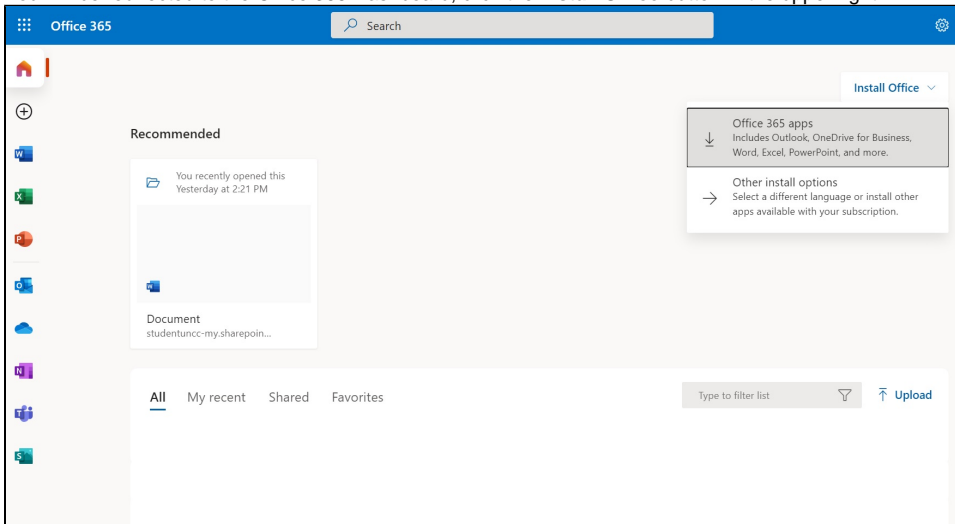 Office 365
Search
Install Office
Office 365 apps
Includes Outlook, OneDrive for Business,
Word, Excel, PowerPoint, and more.
Other install options
Select a different language or install other
apps available with your subscription.
Recommended
You recently opened this
Yesterday at 2:21 PM
Document
studentuncc-my.sharepoin...
All My recent Shared Favorites
Type to filter list
Upload